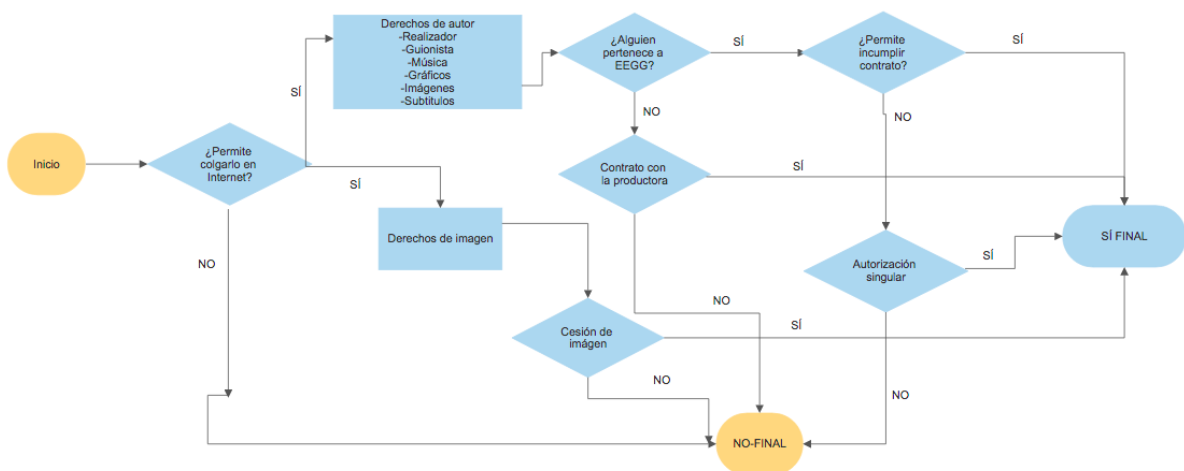 Derechos de autor
-Realizador
-Guionista
-Música
-Gráficos
-Imágenes
-Subtitulos
¿Alguien
pertenece a
EEGG?
SÍ
¿Permite
incumplir
contrato?
SÍ
SÍ
NO
NO
Inicio
¿Permite
colgarlo en
Internet?
SÍ
Contrato con
la productora
SÍ
Derechos de imagen
SÍ FINAL
NO
Autorización
singular
SÍ
NO
Cesión de
imágen
SÍ
NO
NO
NO-FINAL